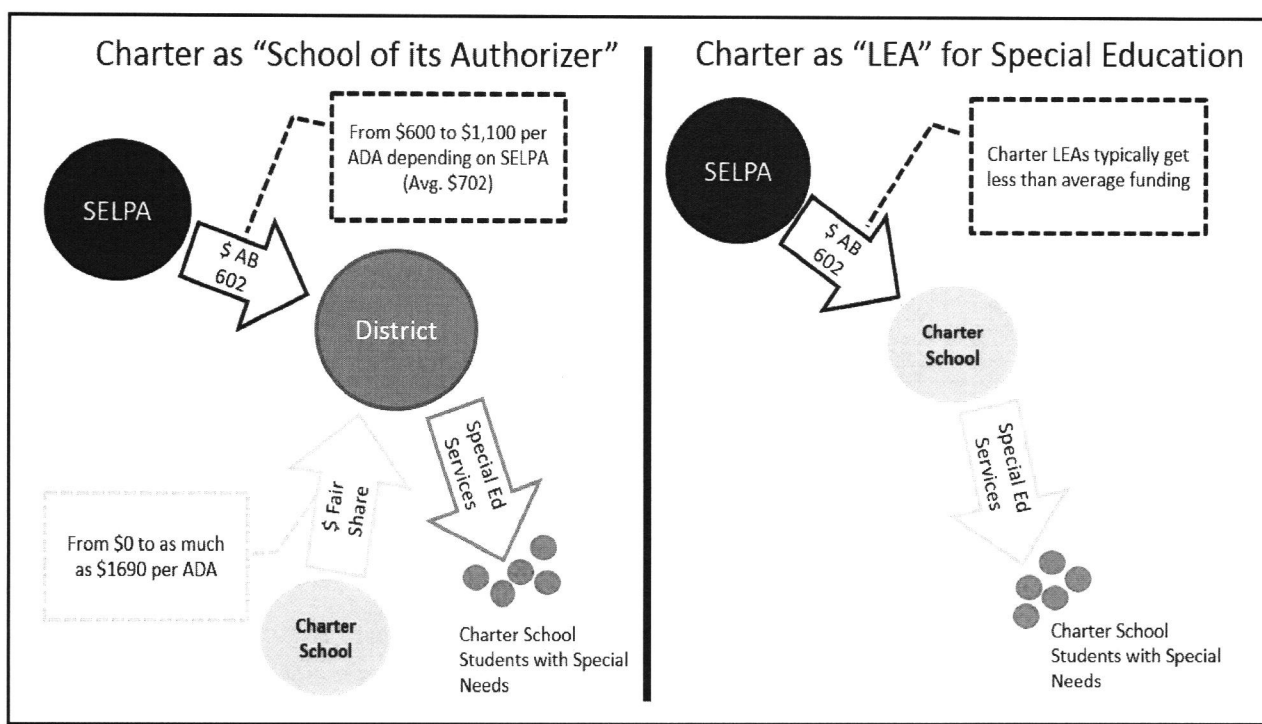 Charter as “School of its Authorizer”
SELPA
From $600 to $1,100 per
ADA depending on SELPA
(Avg. $702)
$ AB
602
District
$ Fair
Share
Special Ed
Services
From $0 to as much
as $1690 per ADA
Charter
School
Charter School
Students with Special
Needs
Charter as “LEA” for Special Education
SELPA
Charter LEAs typically get
less than average funding
$ AB
602
Charter
School
Special Ed
Services
Charter School
Students with Special
Needs